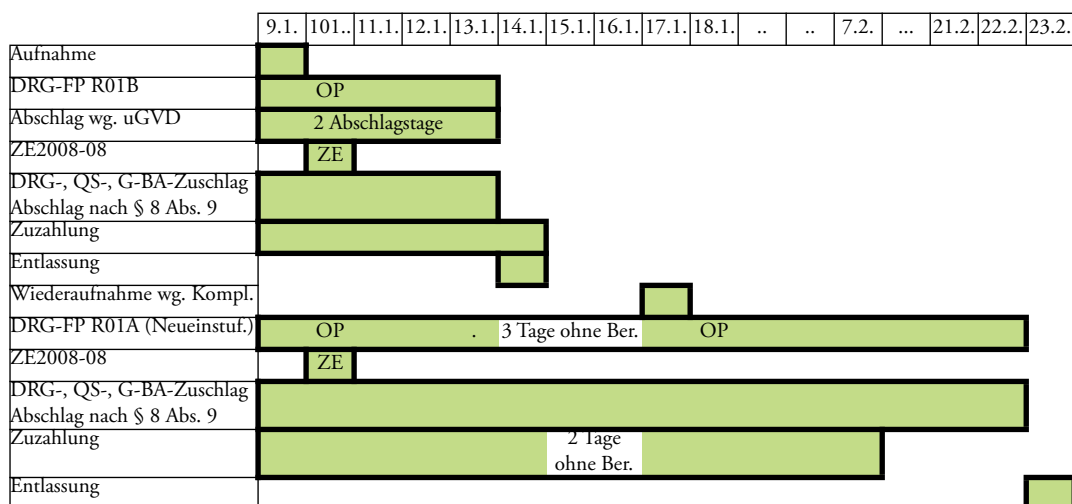 9.1. 101.. 11.1. 12.1. 13.1. 14.1. 15.1. 16.1. 17.1. 18.1. .. .. 7.2. ... 21.2. 22.2. 23.2.
Aufnahme
DRG-FP R01B OP
Abschlag wg. uGVD 2 Abschlagstage
ZE2008-08 ZE
DRG-, QS-, G-BA-Zuschlag
Abschlag nach § 8 Abs. 9
Zuzahlung
Entlassung
Wiederaufnahme wg. Kompl.
DRG-FP R01A (Neueinstuf.) OP . 3 Tage ohne Ber. OP
ZE2008-08 ZE
DRG-, QS-, G-BA-Zuschlag
Abschlag nach § 8 Abs. 9
Zuzahlung 2 Tage
ohne Ber.
Entlassung